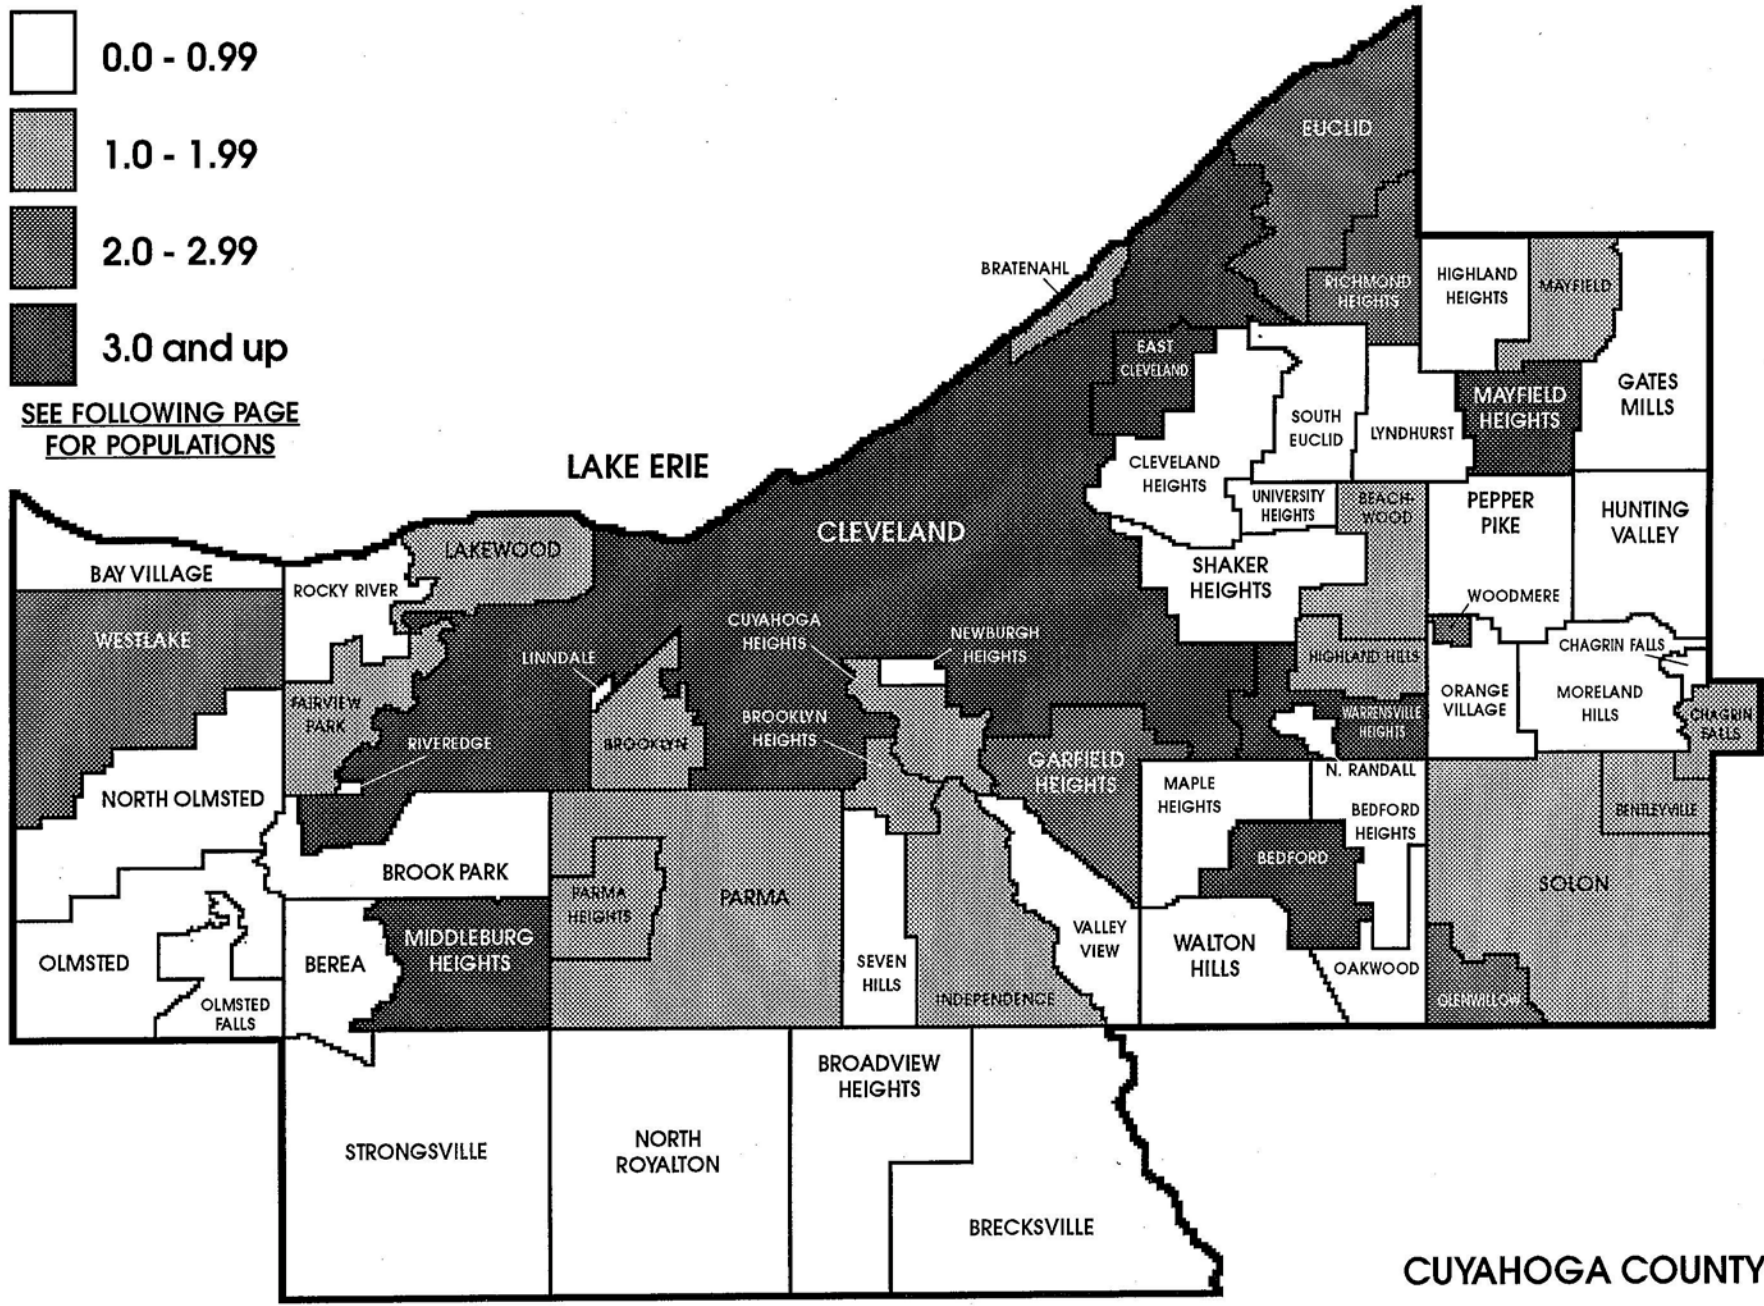 0.0 - 0.99
1.0 - 1.99
2.0 - 2.99
3.0 and up
SEE FOLLOWING PAGE
FOR POPULATIONS
LAKE ERIE
EUCLID
BRATENAHL
RICHMOND
HEIGHTS
HIGHLAND
HEIGHTS
MAYFIELD
GATES
MILLS
EAST
CLEVELAND
MAYFIELD
HEIGHTS
SOUTH
EUCLID
LYNDHURST
CLEVELAND
HEIGHTS
UNIVERSITY
HEIGHTS
BEACH-
WOOD
PEPPER
PIKE
HUNTING
VALLEY
CLEVELAND
LAKEWOOD
BAY VILLAGE
ROCKY RIVER
SHAKER
HEIGHTS
WOODMERE
WESTLAKE
CUYAHOGA
HEIGHTS
NEWBURGH
HEIGHTS
LINNDALE
HIGHLAND HILLS
CHAGRIN FALLS
ORANGE
VILLAGE
MORELAND
HILLS
CHAGRIN
FALLS
FAIRVIEW
PARK
RIVEREDGE
BROOKLYN
BROOKLYN
HEIGHTS
WARRENSVILLE
HEIGHTS
GARFIELD
HEIGHTS
N. RANDALL
MAPLE
HEIGHTS
BEDFORD
HEIGHTS
BENTLEYVILLE
NORTH OLMSTED
BROOK PARK
BEDFORD
SOLON
PARMA
HEIGHTS
PARMA
OLMSTED
BEREA
MIDDLEBURG
HEIGHTS
VALLEY
VIEW
WALTON
HILLS
OAKWOOD
SEVEN
HILLS
INDEPENDENCE
GLENWILLOW
OLMSTED
FALLS
BROADVIEW
HEIGHTS
STRONGSVILLE
NORTH
ROYALTON
BRECKSVILLE
CUYAHOGA COUNTY